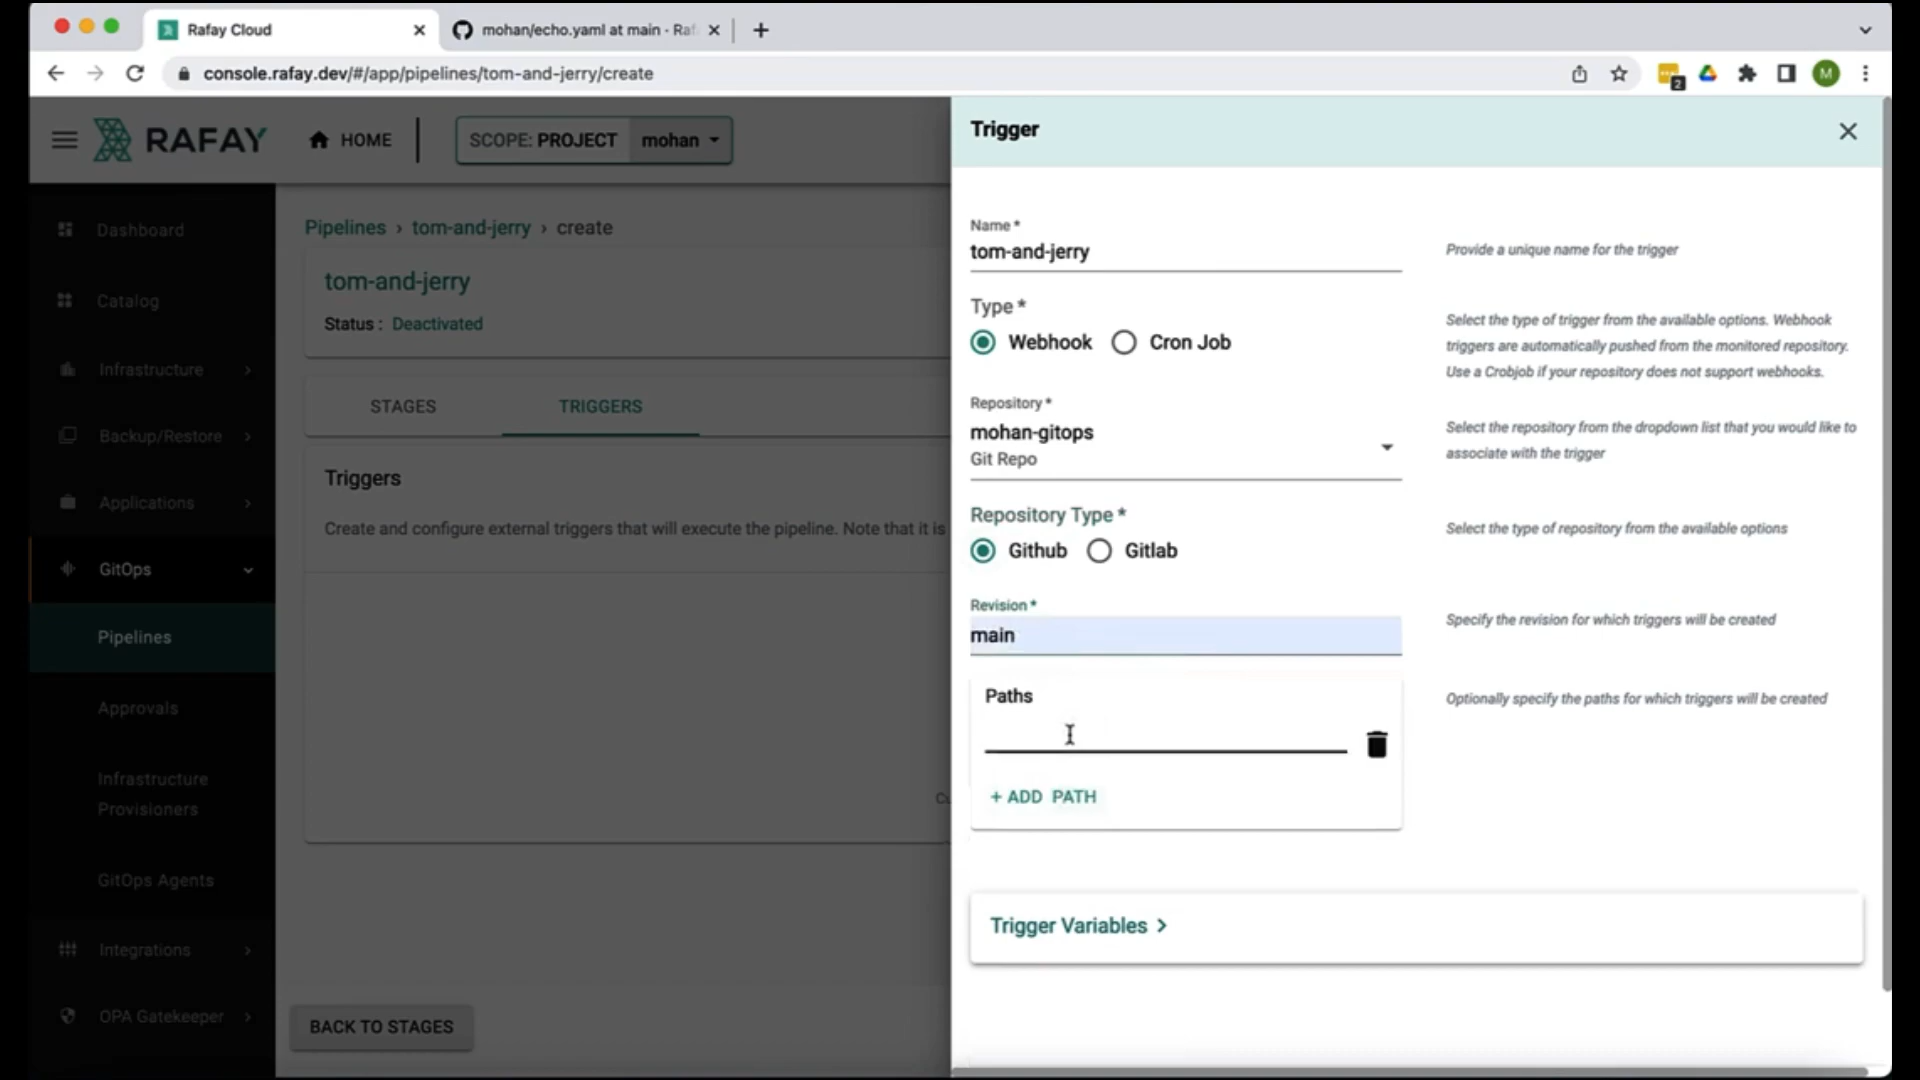 Rafay Cloud
mohan/echo.yaml at main - Raf
console.rafay.dev/#/app/pipelines/tom-and-jerry/create
2
M
RAFAY
HOME
SCOPE: PROJECT
mohan
Dashboard
Catalog
Infrastructure
Backup/Restore
Applications
GitOps
Pipelines
Approvals
Infrastructure
Provisioners
GitOps Agents
Integrations
OPA Gatekeeper
Pipelines › tom-and-jerry › create
tom-and-jerry
Status : Deactivated
STAGES
TRIGGERS
Triggers
Create and configure external triggers that will execute the pipeline. Note that it is
BACK TO STAGES
Trigger
Name *
tom-and-jerry
Provide a unique name for the trigger
Type *
Webhook
Cron Job
Select the type of trigger from the available options. Webhook
triggers are automatically pushed from the monitored repository.
Use a Crobjob if your repository does not support webhooks.
Repository *
mohan-gitops
Git Repo
Select the repository from the dropdown list that you would like to
associate with the trigger
Repository Type *
Github
Gitlab
Select the type of repository from the available options
Revision *
main
Specify the revision for which triggers will be created
Paths
Optionally specify the paths for which triggers will be created
+ ADD PATH
Trigger Variables >